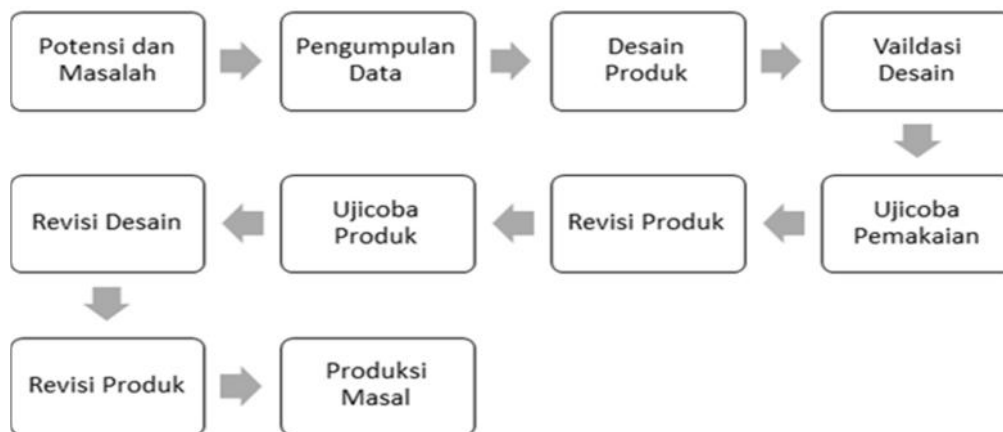 Potensi dan
Masalah
Pengumpulan
Data
Desain
Produk
Vaildasi
Desain
Ujicoba
Pemakaian
Revisi Produk
Ujicoba
Produk
Revisi Desain
Revisi Produk
Produksi
Masal